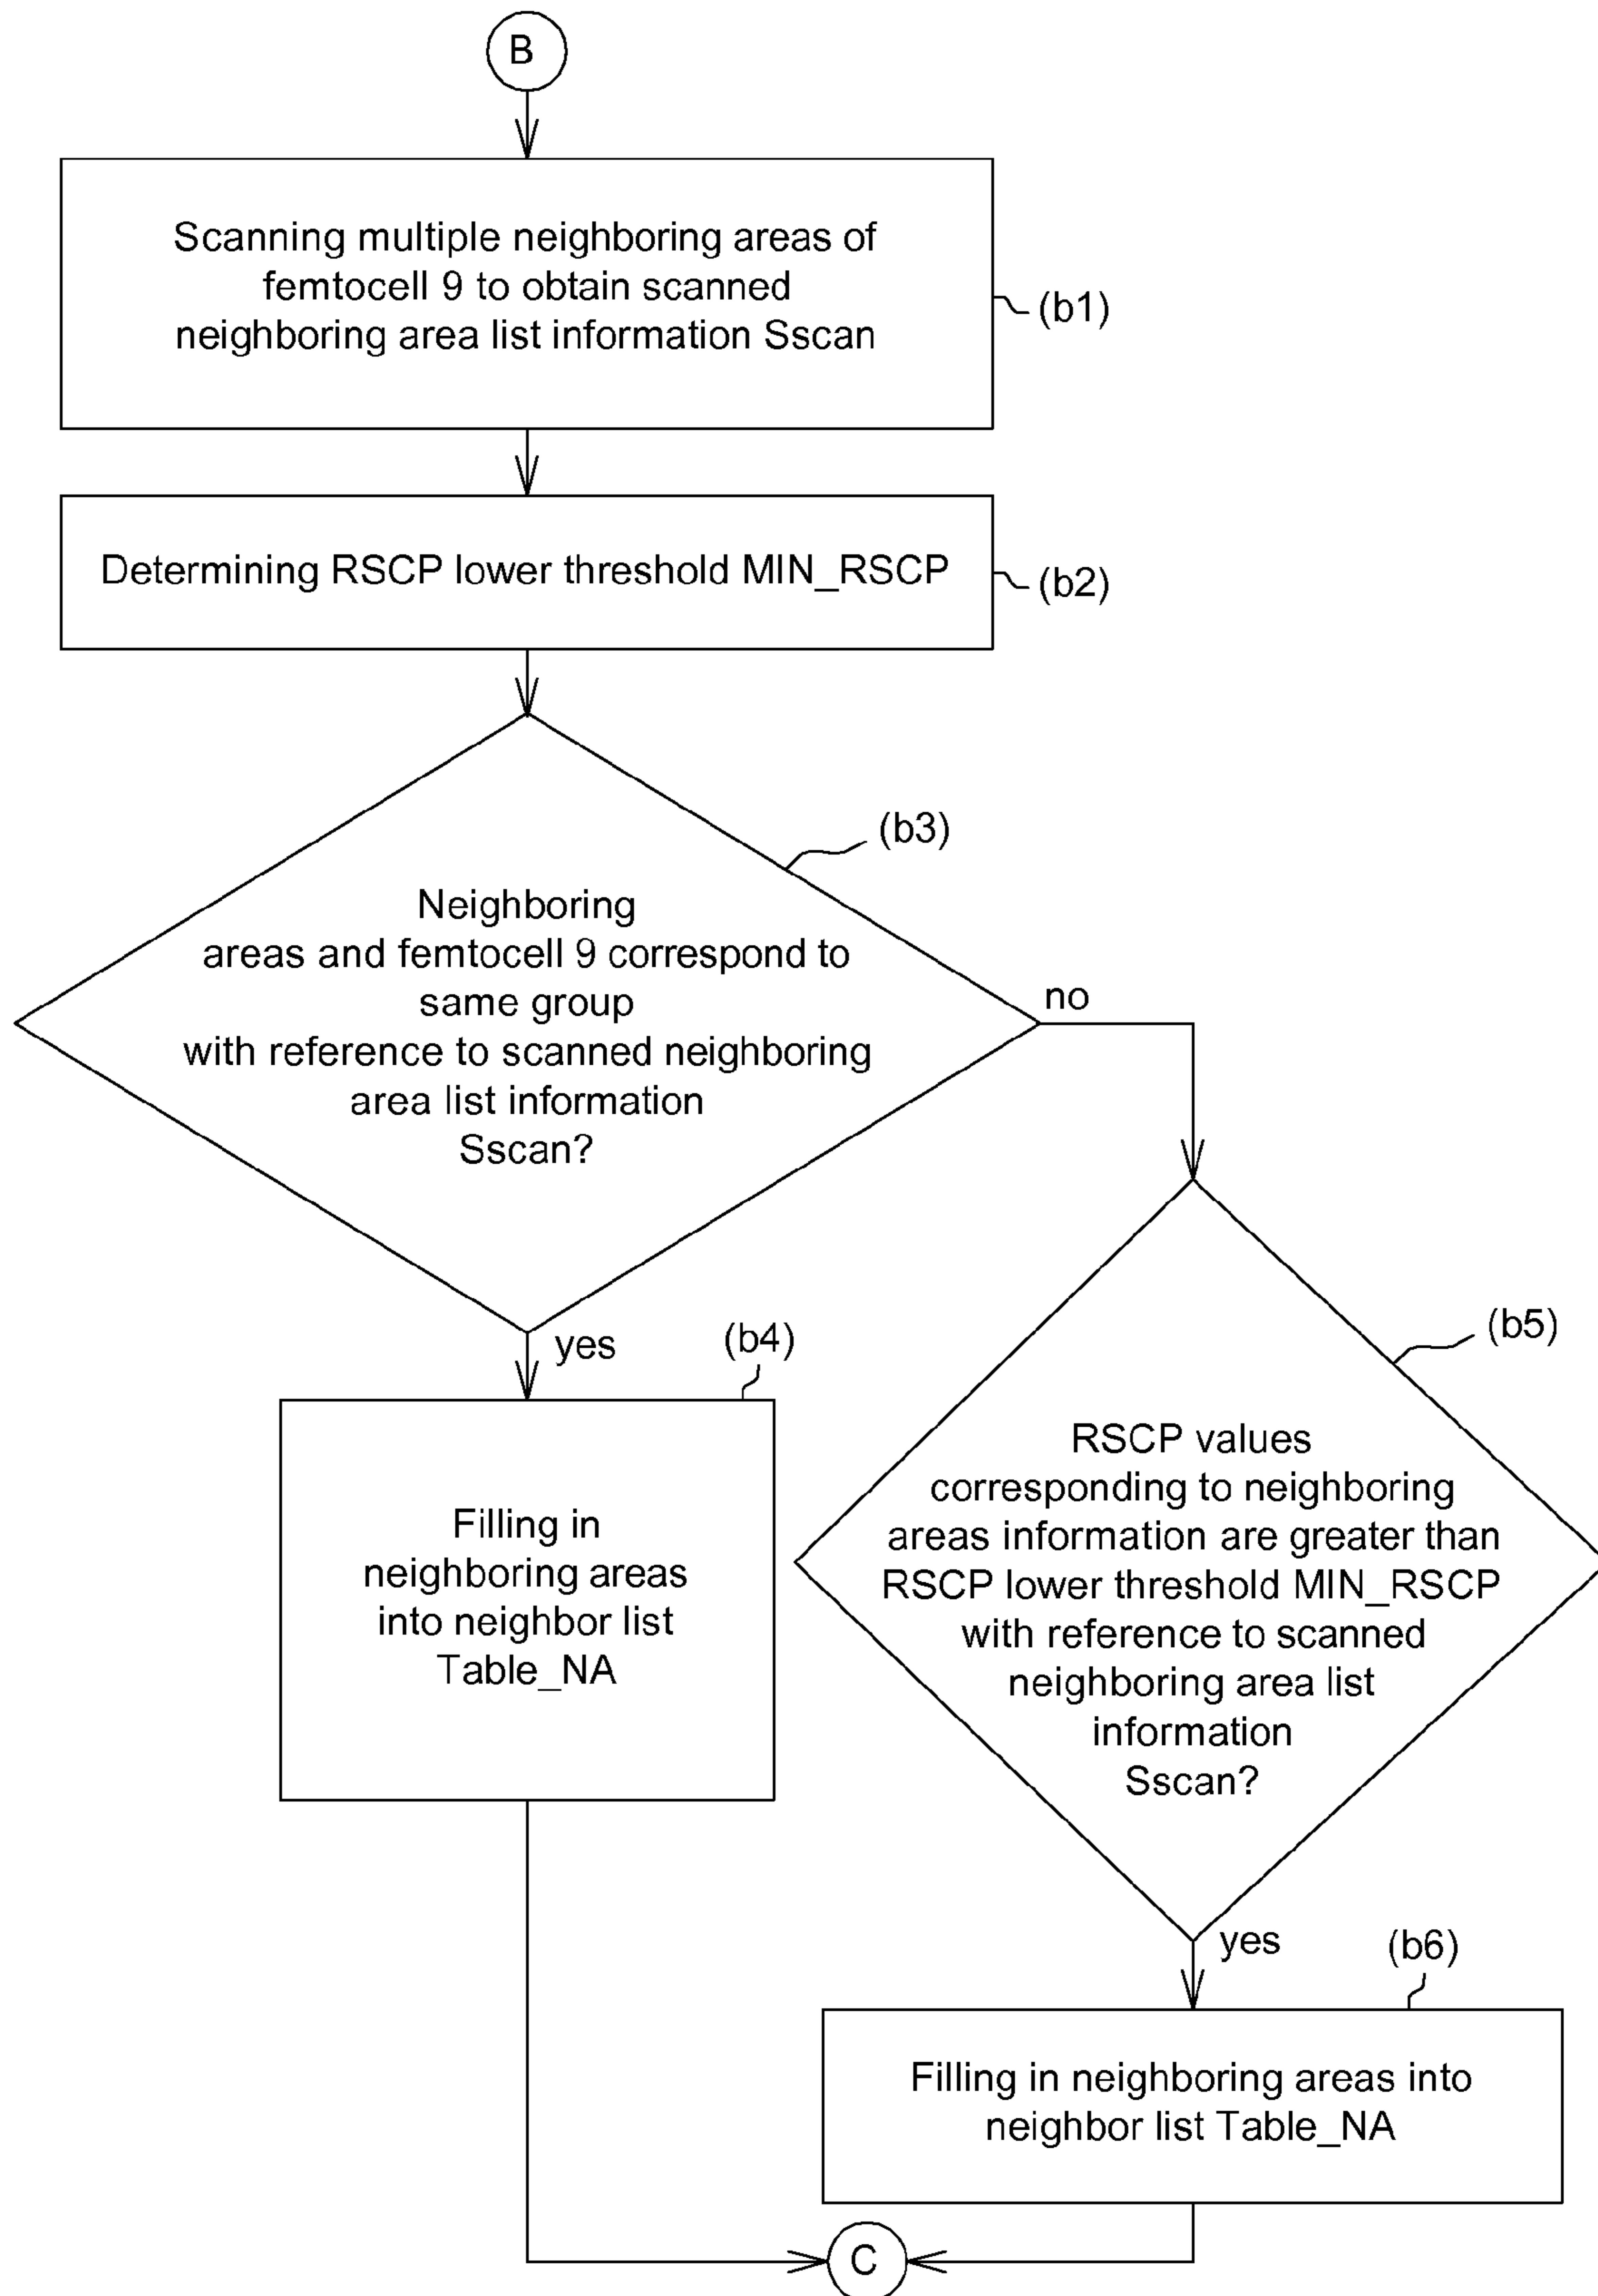 B
Scanning multiple neighboring areas of
femtocell 9 to obtain scanned
neighboring area list information Sscan
(b1)
Determining RSCP lower threshold MIN_RSCP
(b2)
(b3)
Neighboring
areas and femtocell 9 correspond to
same group
with reference to scanned neighboring
area list information
Sscan?
no
yes
(b4)
Filling in
neighboring areas
into neighbor list
Table_NA
(b5)
RSCP values
corresponding to neighboring
areas information are greater than
RSCP lower threshold MIN_RSCP
with reference to scanned
neighboring area list
information
Sscan?
yes
(b6)
Filling in neighboring areas into
neighbor list Table_NA
C